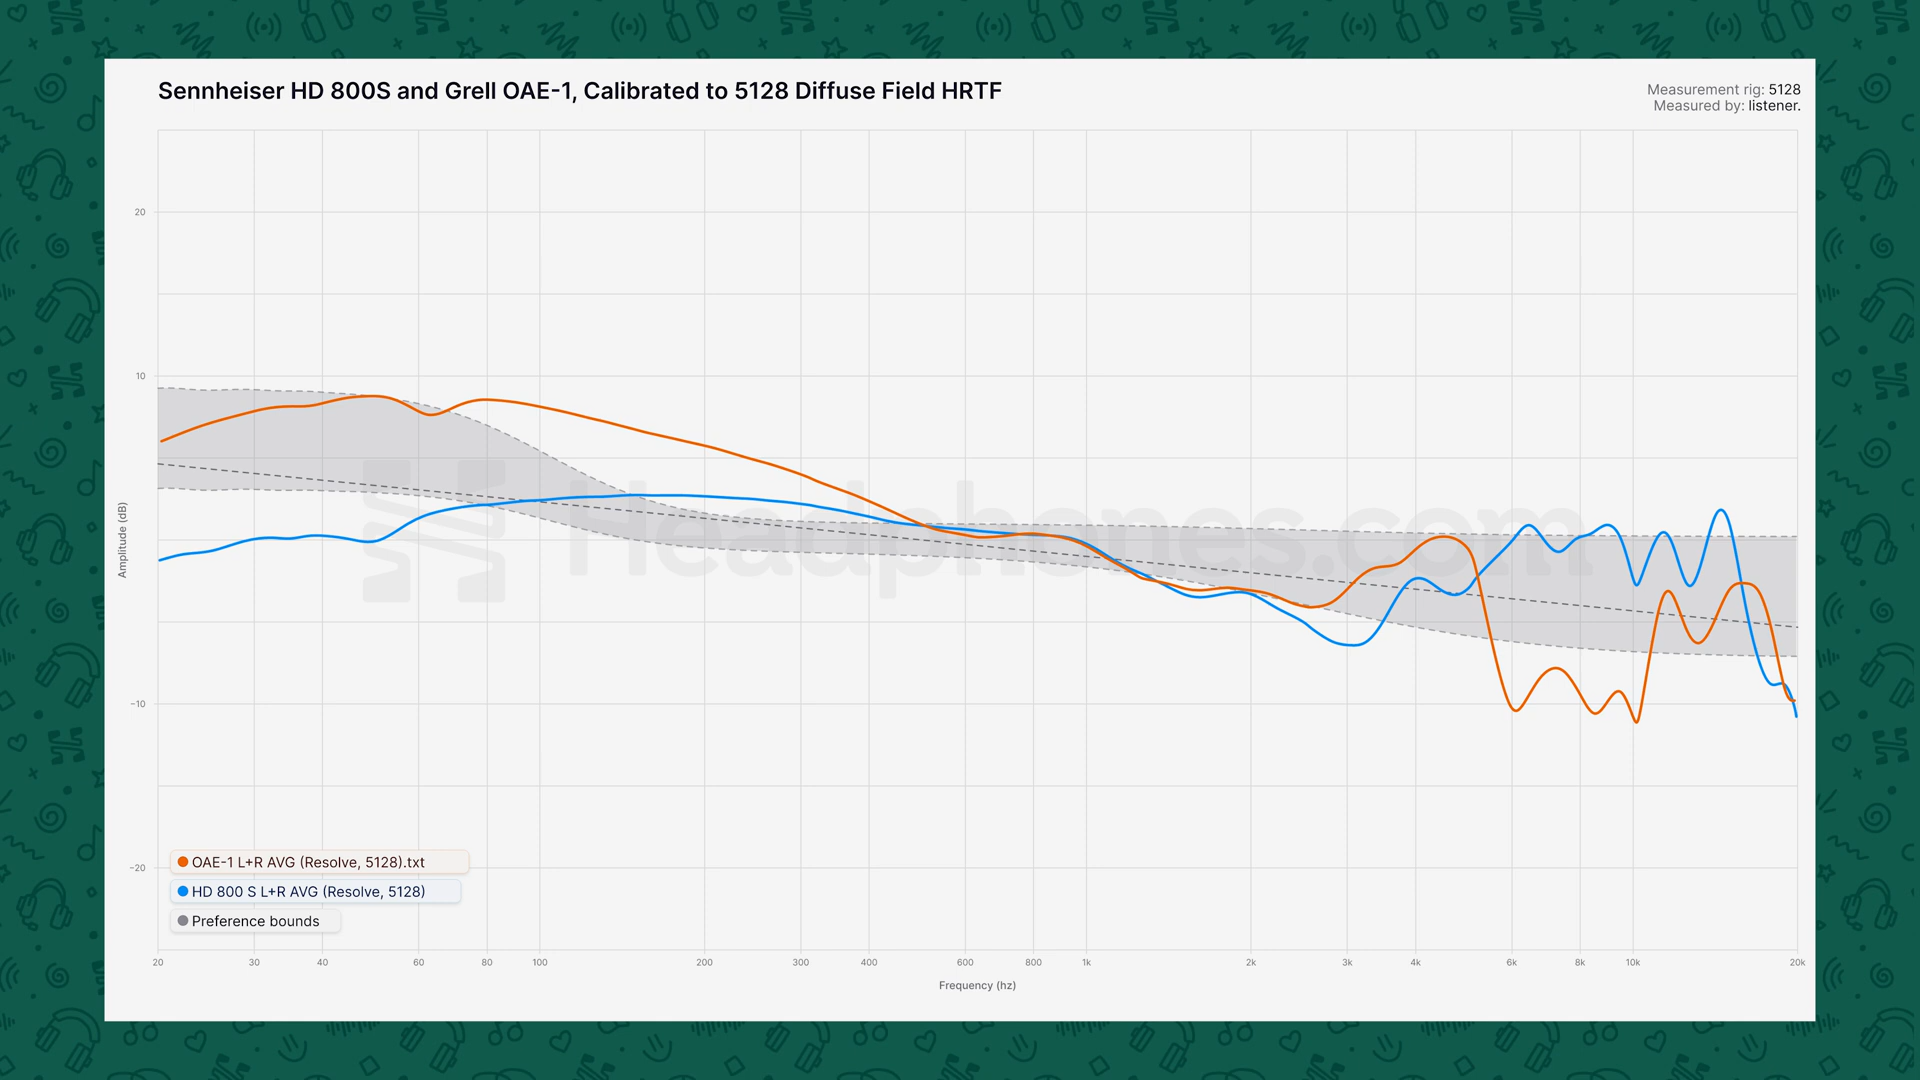 Sennheiser HD 800S and Grell OAE-1, Calibrated to 5128 Diffuse Field HRTF
Measurement rig: 5128
Measured by: listener.
20
10
−10
−20
Amplitude (dB)
Headphones.com
OAE-1 L+R AVG (Resolve, 5128).txt
HD 800 S L+R AVG (Resolve, 5128)
Preference bounds
20 30 40 60 80 100 200 300 400 600 800 1k 2k 3k 4k 6k 8k 10k 20k
Frequency (hz)